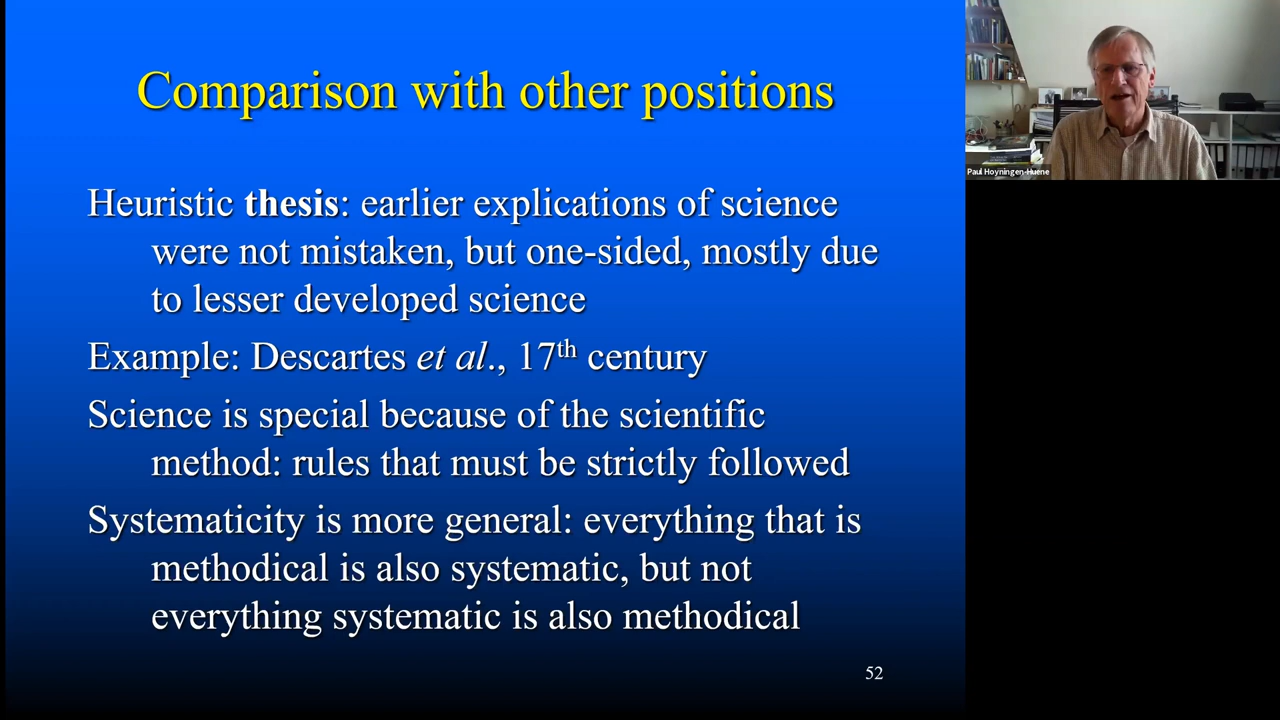 Comparison with other positions
Paul Hoyningen-Huene
Heuristic thesis: earlier explications of science
were not mistaken, but one-sided, mostly due
to lesser developed science
Example: Descartes et al., 17th century
Science is special because of the scientific
method: rules that must be strictly followed
Systematicity is more general: everything that is
methodical is also systematic, but not
everything systematic is also methodical
52